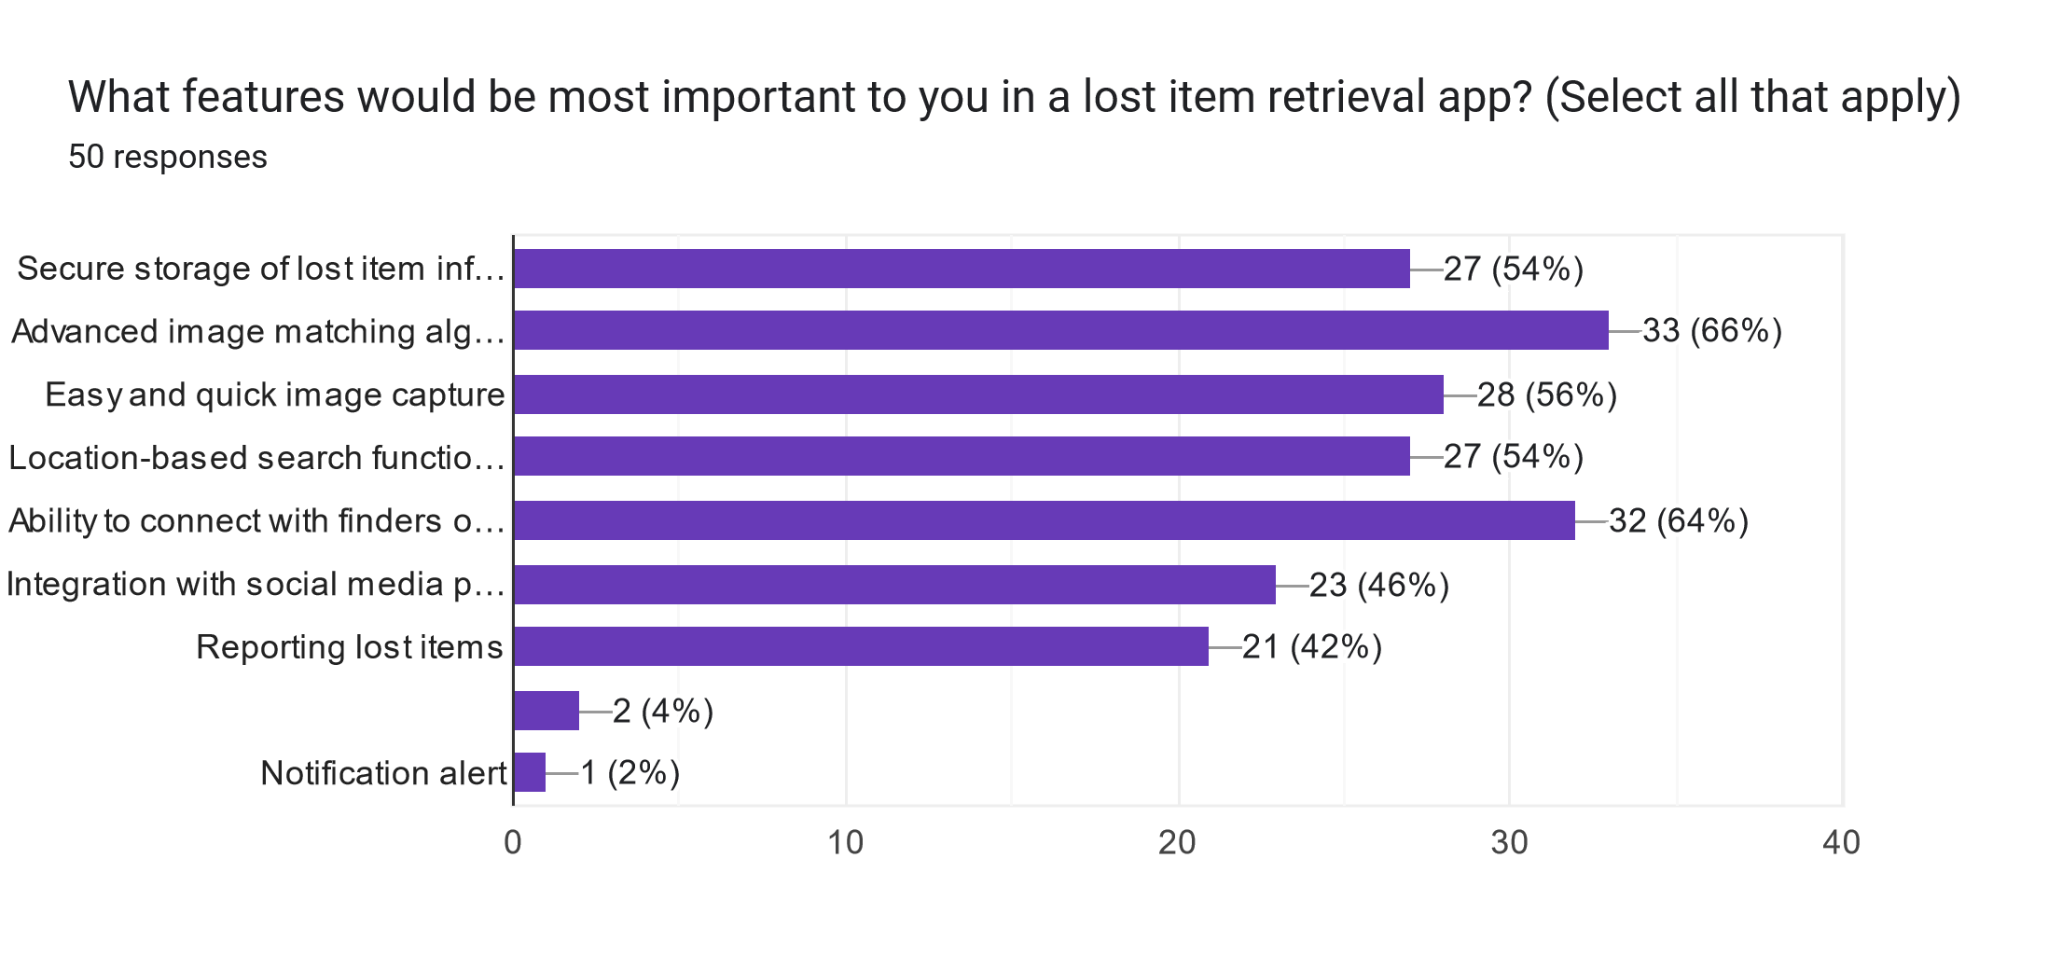 What features would be most important to you in a lost item retrieval app? (Select all that apply)
50 responses
Secure storage of lost item inf… 27 (54%)
Advanced image matching alg… 33 (66%)
Easy and quick image capture 28 (56%)
Location-based search functio… 27 (54%)
Ability to connect with finders o… 32 (64%)
Integration with social media p… 23 (46%)
Reporting lost items 21 (42%)
2 (4%)
Notification alert 1 (2%)
0 10 20 30 40